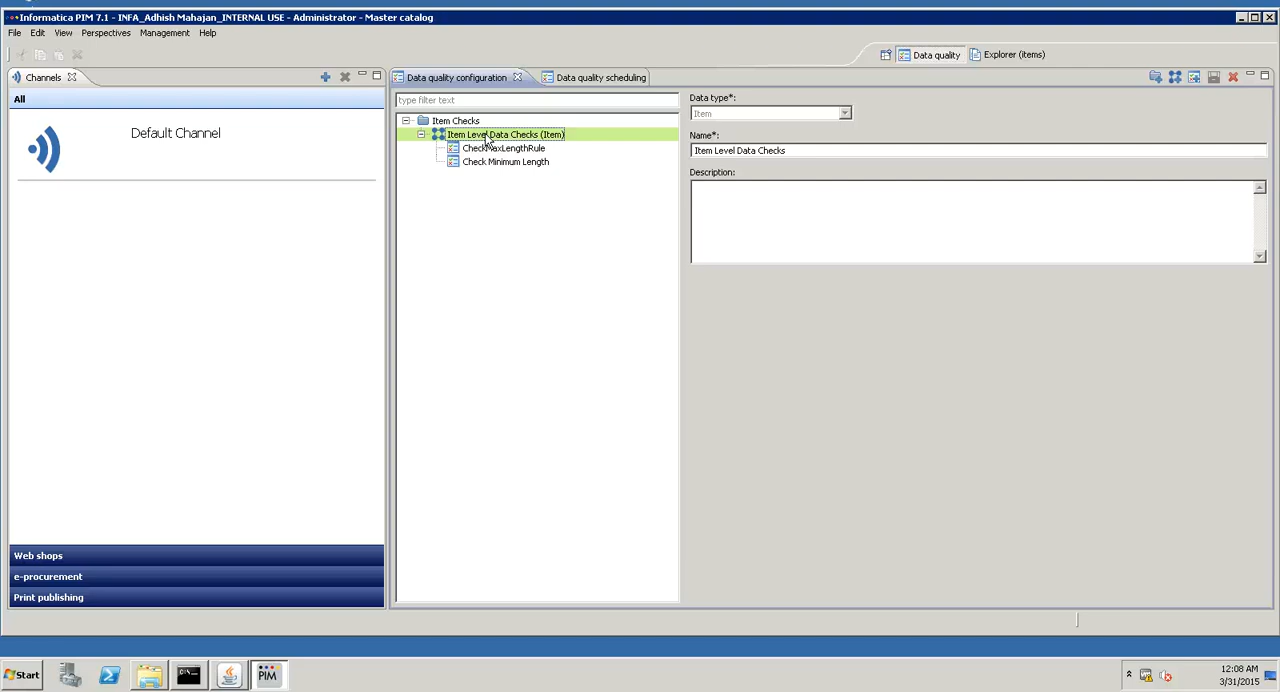 Informatica PIM 7.1 - INFA_Adhish Mahajan_INTERNAL USE - Administrator - Master catalog
File Edit View Perspectives Management Help
Data quality Explorer (items)
Channels
Data quality configuration Data quality scheduling
All
Default Channel
type filter text
Item Checks
Item Level Data Checks (Item)
CheckMaxLengthRule
Check Minimum Length
Data type*:
Item
Name*:
Item Level Data Checks
Description:
Web shops
e-procurement
Print publishing
Start
PIM
12:08 AM
3/31/2015